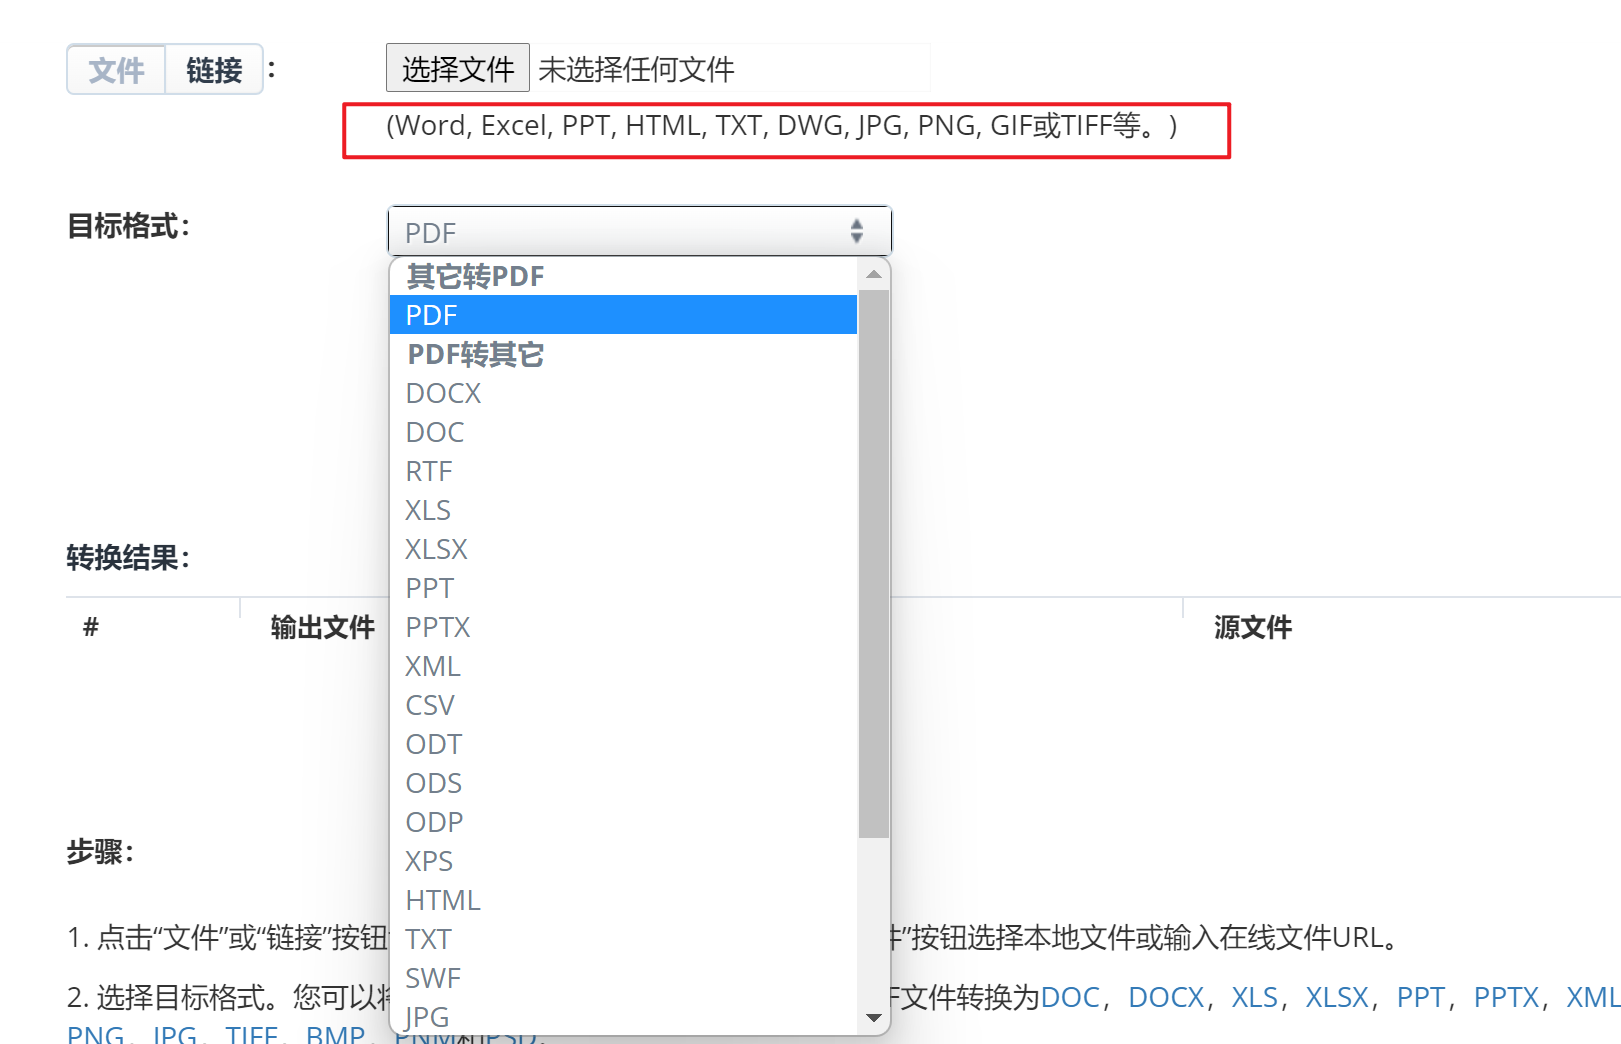 文件 链接 : 选择文件 未选择任何文件
(Word, Excel, PPT, HTML, TXT, DWG, JPG, PNG, GIF或TIFF等。)
目标格式: PDF
其它转PDF
PDF
PDF转其它
DOCX
DOC
RTF
XLS
XLSX
PPT
PPTX
XML
CSV
ODT
ODS
ODP
XPS
HTML
TXT
SWF
JPG
转换结果:
# 输出文件 源文件
步骤:
1. 点击“文件”或“链接”按钮 ”按钮选择本地文件或输入在线文件URL。
2. 选择目标格式。您可以 文件转换为DOC，DOCX，XLS，XLSX，PPT，PPTX，XML
PNG，JPG，TIFF，BMP，PNM和PSD.